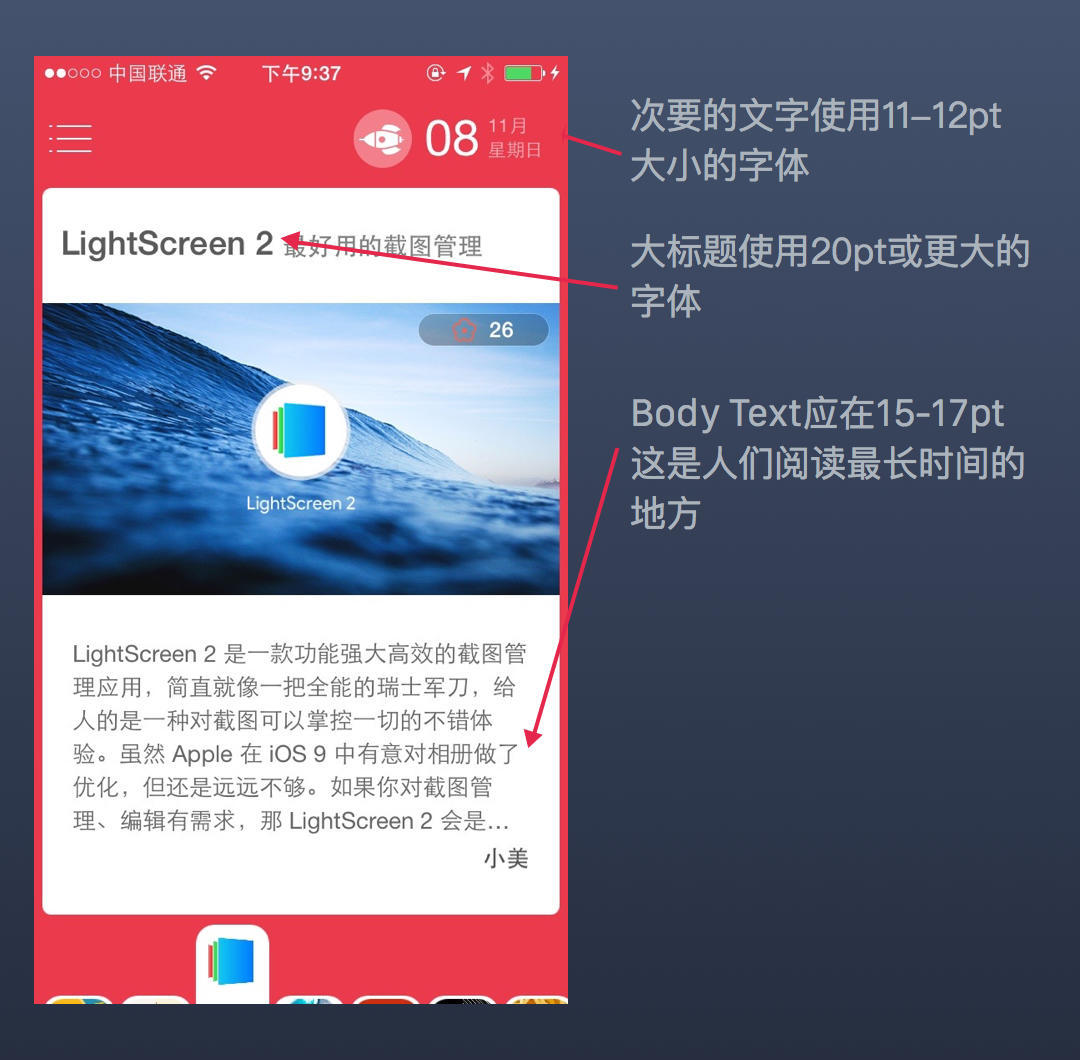 中国联通
下午9:37
08
11月
星期日
次要的文字使用11–12pt
大小的字体
LightScreen 2 最好用的截图管理
大标题使用20pt或更大的
字体
26
LightScreen 2
Body Text应在15-17pt
这是人们阅读最长时间的
地方
LightScreen 2 是一款功能强大高效的截图管
理应用，简直就像一把全能的瑞士军刀，给
人的是一种对截图可以掌控一切的不错体
验。虽然 Apple 在 iOS 9 中有意对相册做了
优化，但还是远远不够。如果你对截图管
理、编辑有需求，那 LightScreen 2 会是…
小美